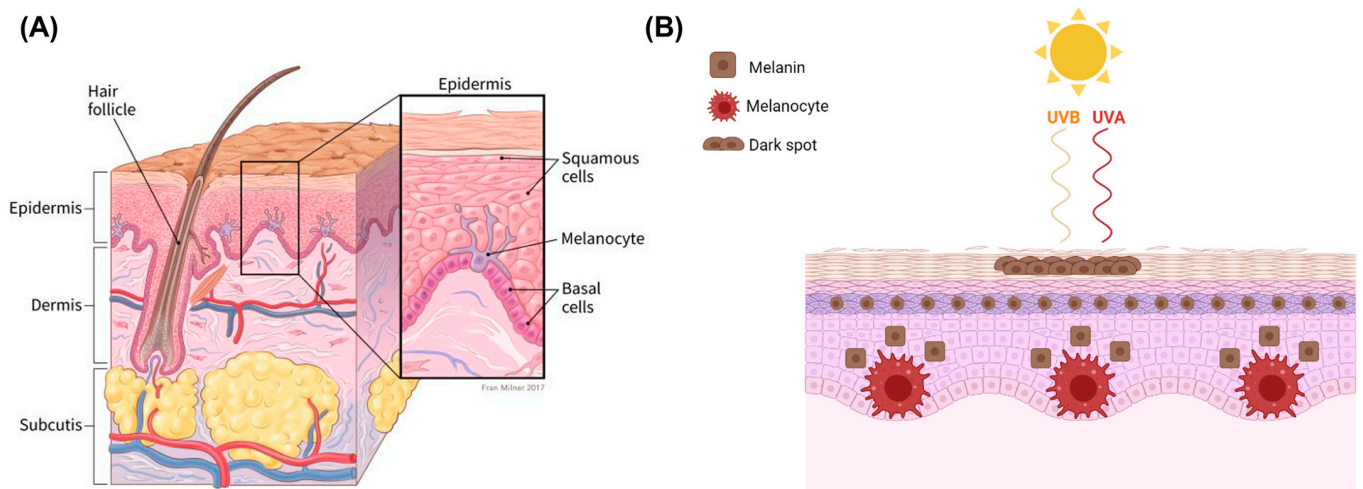 (A)
Hair
follicle
Epidermis
Dermis
Subcutis
Epidermis
Squamous
cells
Melanocyte
Basal
cells
Fran Milner 2017
(B)
Melanin
Melanocyte
Dark spot
UVB UVA